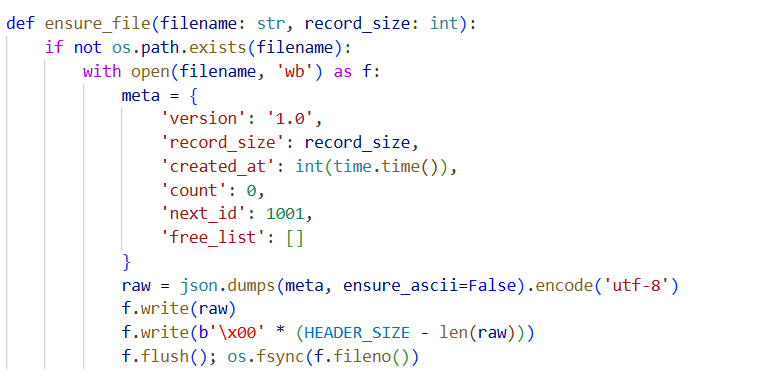 def ensure_file(filename: str, record_size: int):
    if not os.path.exists(filename):
        with open(filename, 'wb') as f:
            meta = {
                'version': '1.0',
                'record_size': record_size,
                'created_at': int(time.time()),
                'count': 0,
                'next_id': 1001,
                'free_list': []
            }
            raw = json.dumps(meta, ensure_ascii=False).encode('utf-8')
            f.write(raw)
            f.write(b'\x00' * (HEADER_SIZE - len(raw)))
            f.flush(); os.fsync(f.fileno())